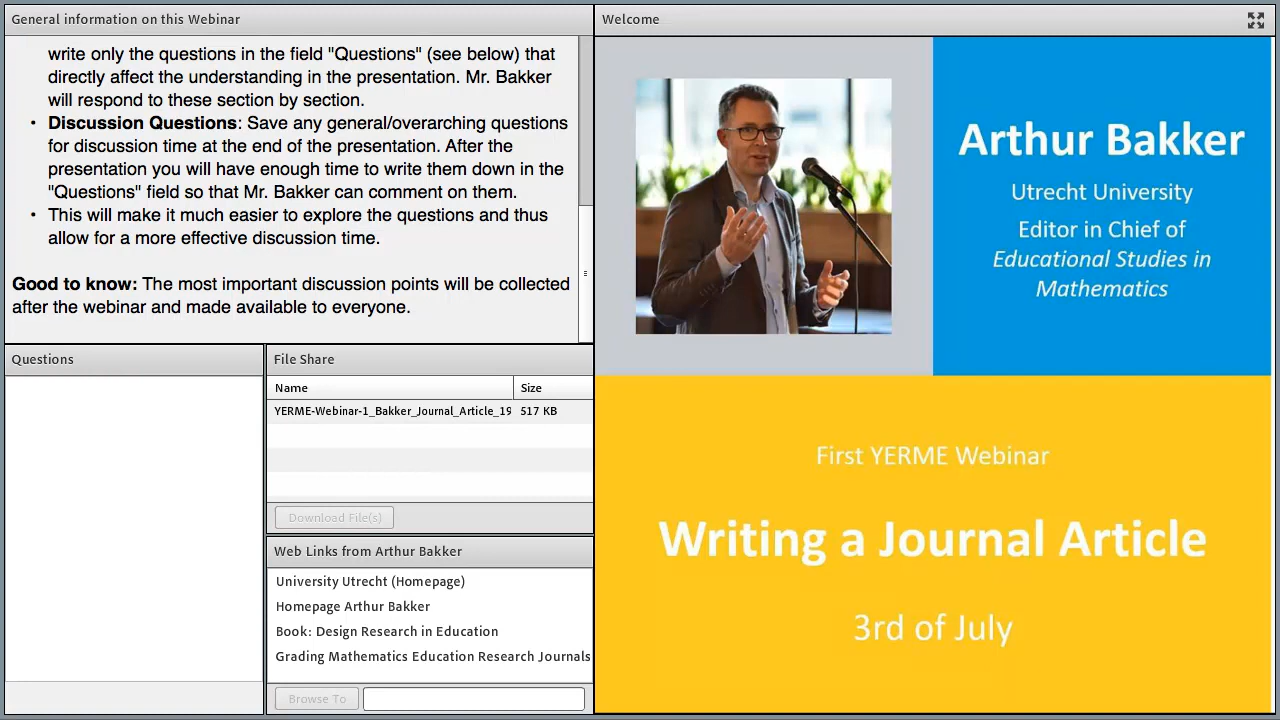 General information on this Webinar
write only the questions in the field "Questions" (see below) that
directly affect the understanding in the presentation. Mr. Bakker
will respond to these section by section.
• Discussion Questions: Save any general/overarching questions
for discussion time at the end of the presentation. After the
presentation you will have enough time to write them down in the
"Questions" field so that Mr. Bakker can comment on them.
• This will make it much easier to explore the questions and thus
allow for a more effective discussion time.
Good to know: The most important discussion points will be collected
after the webinar and made available to everyone.
Questions
File Share
Name Size
YERME-Webinar-1_Bakker_Journal_Article_19 517 KB
Download File(s)
Web Links from Arthur Bakker
University Utrecht (Homepage)
Homepage Arthur Bakker
Book: Design Research in Education
Grading Mathematics Education Research Journals
Browse To
Welcome
Arthur Bakker
Utrecht University
Editor in Chief of
Educational Studies in
Mathematics
First YERME Webinar
Writing a Journal Article
3rd of July